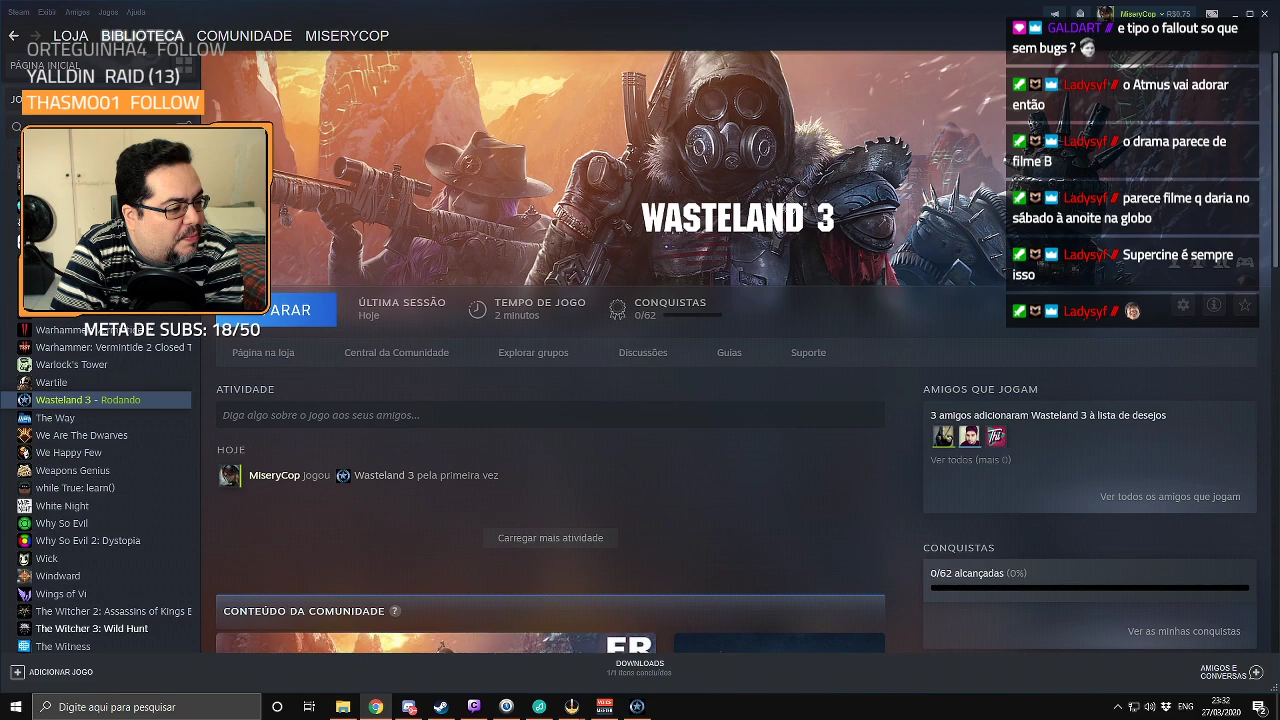 Steam Exibir Amigos Jogos Ajuda
MiseryCop
R$0,75
LOJA BIBLIOTECA COMUNIDADE MISERYCOP
ORTEGUINHA4 FOLLOW
PÁGINA INICIAL
YALLDIN RAID (13)
THASMO01 FOLLOW
GALDART /// e tipo o fallout so que
sem bugs ?
Ladysyf /// o Atmus vai adorar
então
Ladysyf /// o drama parece de
filme B
Ladysyf /// parece filme q daria no
sábado à anoite na globo
Ladysyf /// Supercine é sempre
isso
Ladysyf ///
WASTELAND 3
ARAR
ÚLTIMA SESSÃO
Hoje
TEMPO DE JOGO
2 minutos
CONQUISTAS
0/62
META DE SUBS: 18/50
Página na loja
Central da Comunidade
Explorar grupos
Discussões
Guias
Suporte
Warhammer: Vermintide 2 Closed T
Warlock's Tower
Wartile
Wasteland 3 - Rodando
The Way
We Are The Dwarves
We Happy Few
Weapons Genius
while True: learn()
White Night
Why So Evil
Why So Evil 2: Dystopia
Wick
Windward
Wings of Vi
The Witcher 2: Assassins of Kings E
The Witcher 3: Wild Hunt
The Witness
ATIVIDADE
Diga algo sobre o jogo aos seus amigos...
HOJE
MiseryCop jogou Wasteland 3 pela primeira vez
Carregar mais atividade
CONTEÚDO DA COMUNIDADE ?
AMIGOS QUE JOGAM
3 amigos adicionaram Wasteland 3 à lista de desejos
Ver todos (mais 0)
Ver todos os amigos que jogam
CONQUISTAS
0/62 alcançadas (0%)
Ver as minhas conquistas
ADICIONAR JOGO
DOWNLOADS
1/1 itens concluídos
AMIGOS E
CONVERSAS
Digite aqui para pesquisar
ENG
23:32
27/08/2020